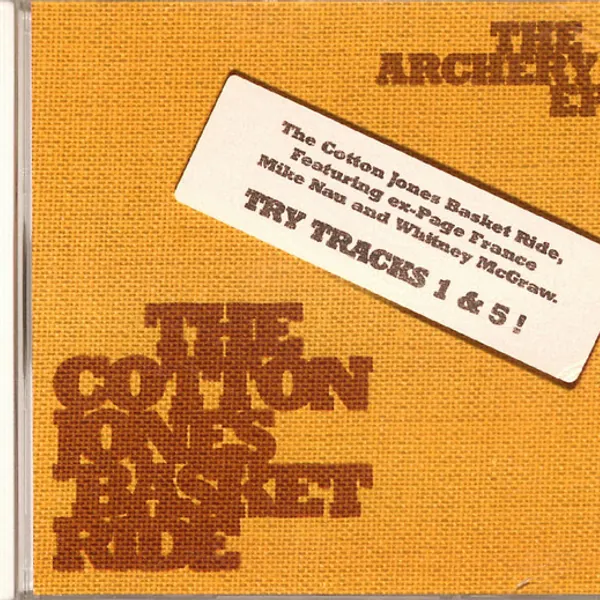 THE
ARCHERY
EP
The Cotton Jones Basket Ride,
Featuring ex-Page France
Mike Nau and Whitney McGraw.
TRY TRACKS 1 & 5!
THE
COTTON
JONES
BASKET
RIDE